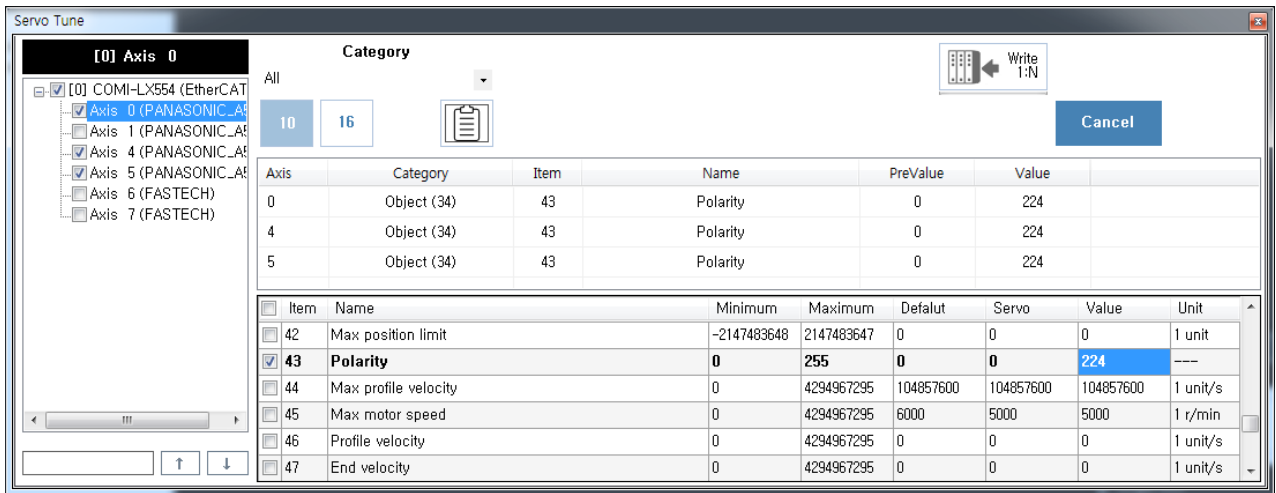 Servo Tune
[0] Axis 0
[0] COMI-LX554 (EtherCAT
Axis 0 (PANASONIC_A5
Axis 1 (PANASONIC_A5
Axis 4 (PANASONIC_A5
Axis 5 (PANASONIC_A5
Axis 6 (FASTECH)
Axis 7 (FASTECH)
Category
All
Write
1:N
10 16
Cancel
Axis Category Item Name PreValue Value
0 Object (34) 43 Polarity 0 224
4 Object (34) 43 Polarity 0 224
5 Object (34) 43 Polarity 0 224
Item Name Minimum Maximum Defalut Servo Value Unit
42 Max position limit -2147483648 2147483647 0 0 0 1 unit
43 Polarity 0 255 0 0 224 ---
44 Max profile velocity 0 4294967295 104857600 104857600 104857600 1 unit/s
45 Max motor speed 0 4294967295 6000 5000 5000 1 r/min
46 Profile velocity 0 4294967295 0 0 0 1 unit/s
47 End velocity 0 4294967295 0 0 0 1 unit/s